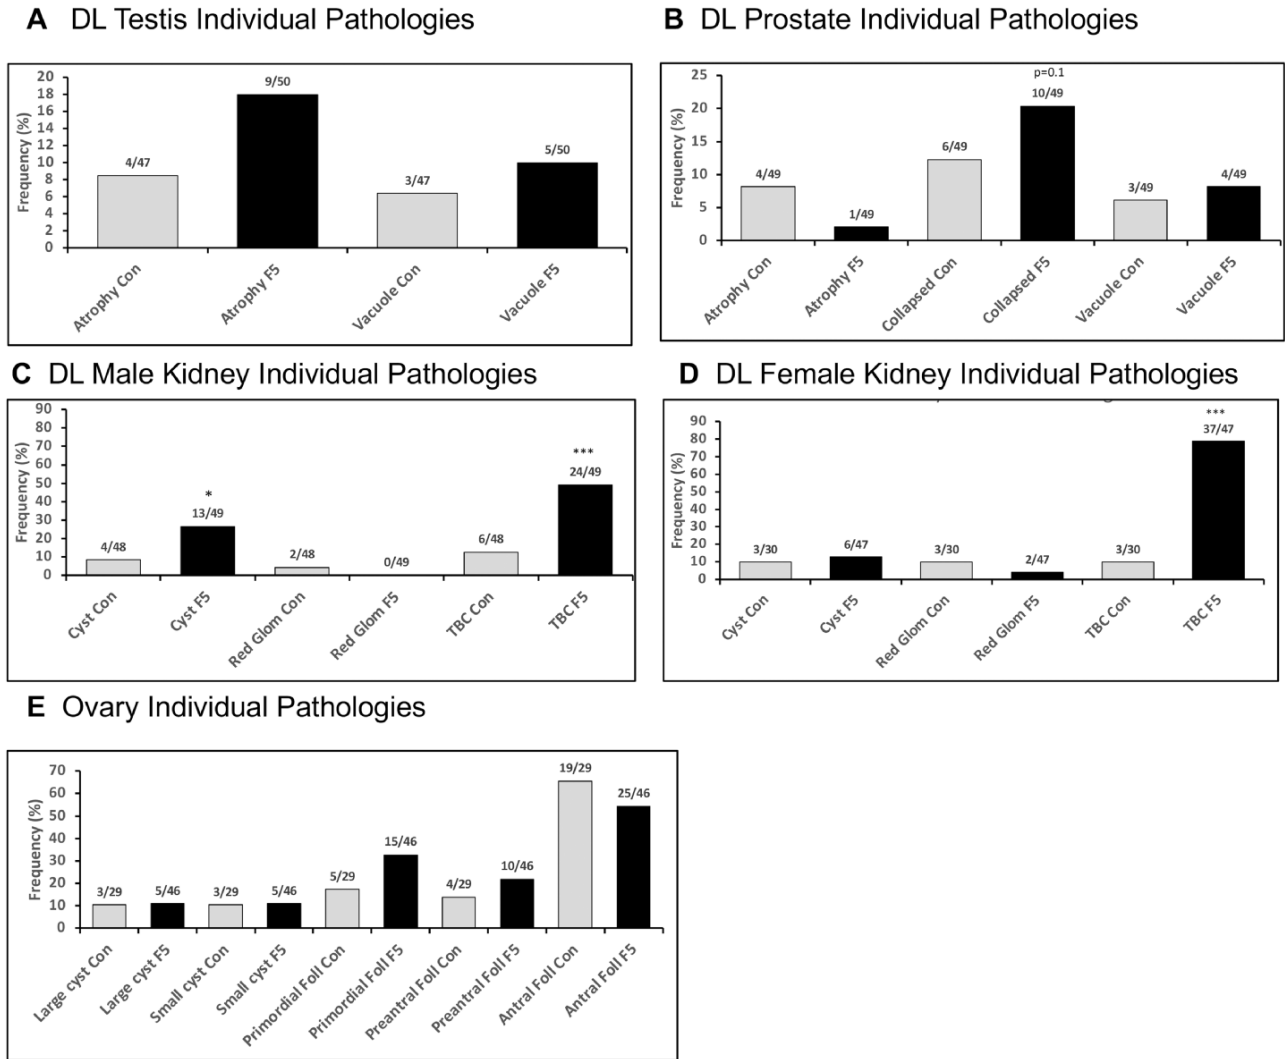 A DL Testis Individual Pathologies
Frequency (%)
20
18
16
14
12
10
8
6
4
2
0
4/47
9/50
3/47
5/50
Atrophy Con
Atrophy F5
Vacuole Con
Vacuole F5
B DL Prostate Individual Pathologies
Frequency (%)
25
20
15
10
5
0
4/49
1/49
6/49
p=0.1
10/49
3/49
4/49
Atrophy Con
Atrophy F5
Collapsed Con
Collapsed F5
Vacuole Con
Vacuole F5
C DL Male Kidney Individual Pathologies
Frequency (%)
90
80
70
60
50
40
30
20
10
0
4/48
*
13/49
2/48
0/49
6/48
***
24/49
Cyst Con
Cyst F5
Red Glom Con
Red Glom F5
TBC Con
TBC F5
D DL Female Kidney Individual Pathologies
Frequency (%)
90
80
70
60
50
40
30
20
10
0
3/30
6/47
3/30
2/47
3/30
***
37/47
Cyst Con
Cyst F5
Red Glom Con
Red Glom F5
TBC Con
TBC F5
E Ovary Individual Pathologies
Frequency (%)
70
60
50
40
30
20
10
0
3/29
5/46
3/29
5/46
5/29
15/46
4/29
10/46
19/29
25/46
Large cyst Con
Large cyst F5
Small cyst Con
Small cyst F5
Primordial Foll Con
Primordial Foll F5
Preantral Foll Con
Preantral Foll F5
Antral Foll Con
Antral Foll F5